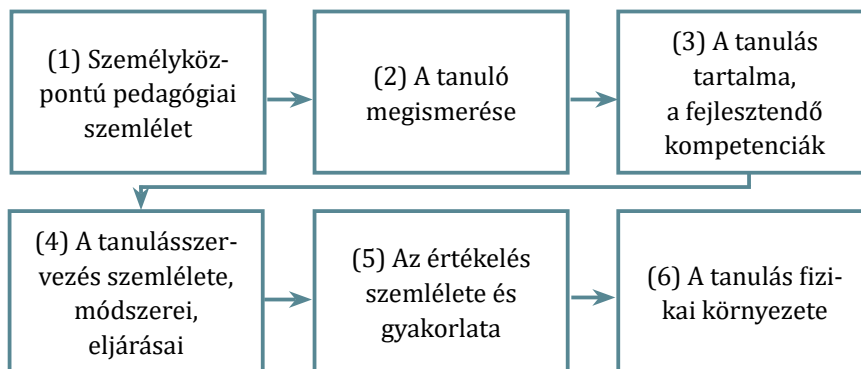 (1) Személyköz-
pontú pedagógiai
szemlélet
(2) A tanuló
megismerése
(3) A tanulás
tartalma,
a fejlesztendő
kompetenciák
(4) A tanulásszer-
vezés szemlélete,
módszerei,
eljárásai
(5) Az értékelés
szemlélete és
gyakorlata
(6) A tanulás fizi-
kai környezete